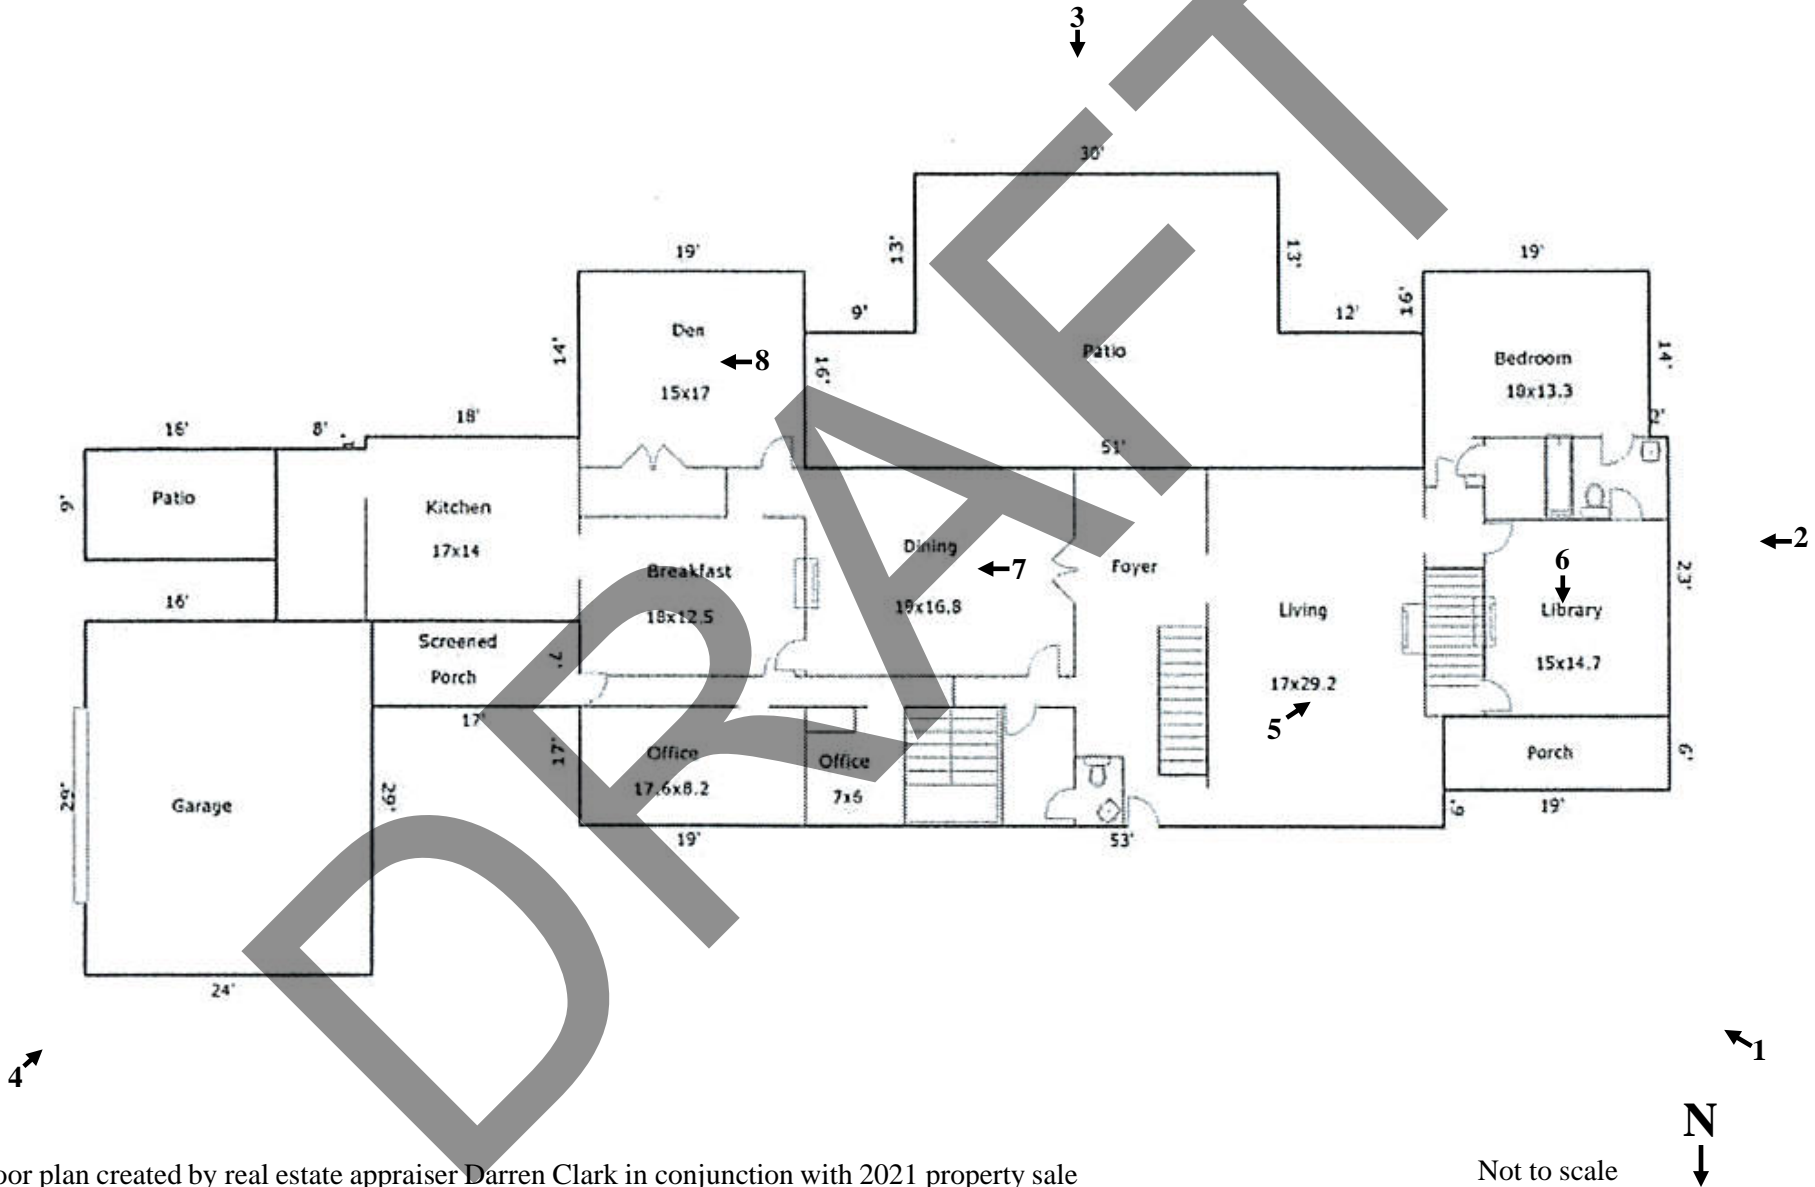 3
30'
13'
13'
19'
19'
9'
12'
16'
Den
14'
8
16'
Patio
Bedroom
14'
15x17
18x13.3
2'
18'
16'
8'
1'
51'
Patio
9'
Kitchen
17x14
Dining
7
Foyer
2
6
23'
Breakfast
16'
19x16.8
Living
Library
18x12.5
Screened
7'
Porch
15x14.7
17x29.2
5
17'
17'
Office
Office
Porch
6'
17.6x8.2
7x6
29'
Garage
29'
6'
19'
19'
53'
24'
DRAFT
4
1
N
oor plan created by real estate appraiser Darren Clark in conjunction with 2021 property sale
Not to scale